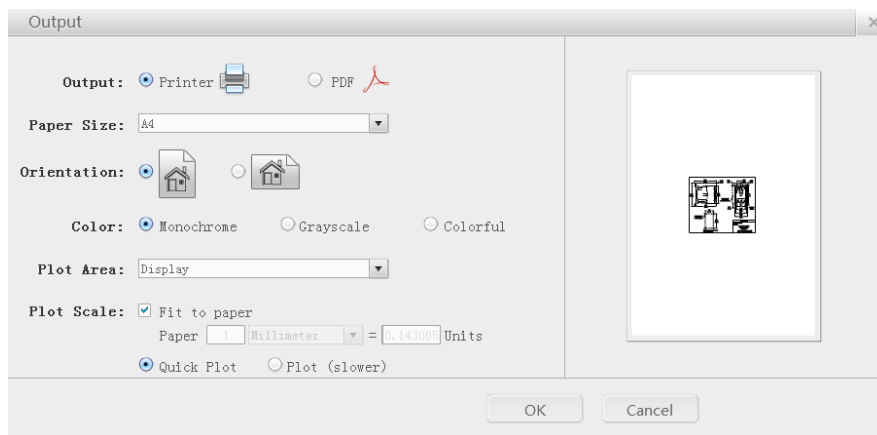 Output
Output: Printer PDF
Paper Size: A4
Orientation:
Color: Monochrome Grayscale Colorful
Plot Area: Display
Plot Scale: Fit to paper
Paper 1 Millimeter = 0.143005 Units
Quick Plot Plot (slower)
OK Cancel